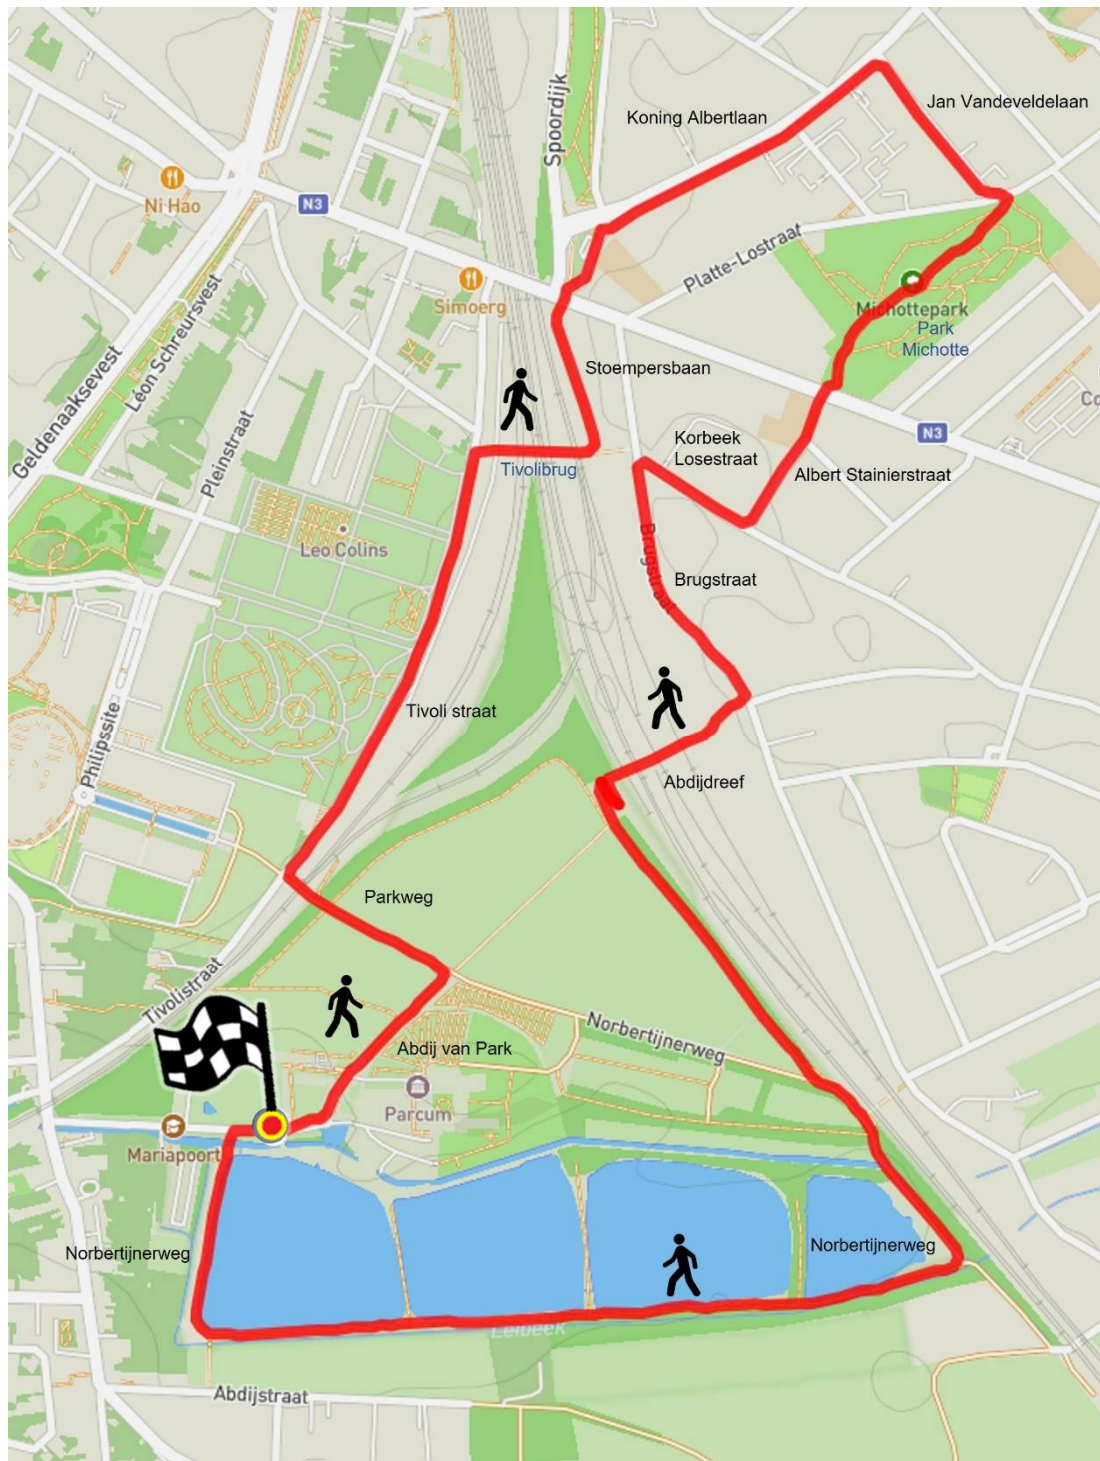 Koning Albertlaan
Jan Vandeveldelaan
Spoordijk
Ni Hao
N3
Platte-Lostraat
Simoerg
Michottepark
Park
Michotte
Léon Schreursvest
Geldenaaksevest
Stoempersbaan
Pleinstraat
Co
N3
Korbeek
Losestraat
Tivolibrug
Albert Stainierstraat
Leo Colins
Brugstraat
Brugstraat
Tivoli straat
Philipssite
Abdijdreef
Parkweg
Tivolistraat
Norbertijnerweg
Abdij van Park
Parcum
Mariapoort
Norbertijnerweg
Norbertijnerweg
Leibeek
Abdijstraat